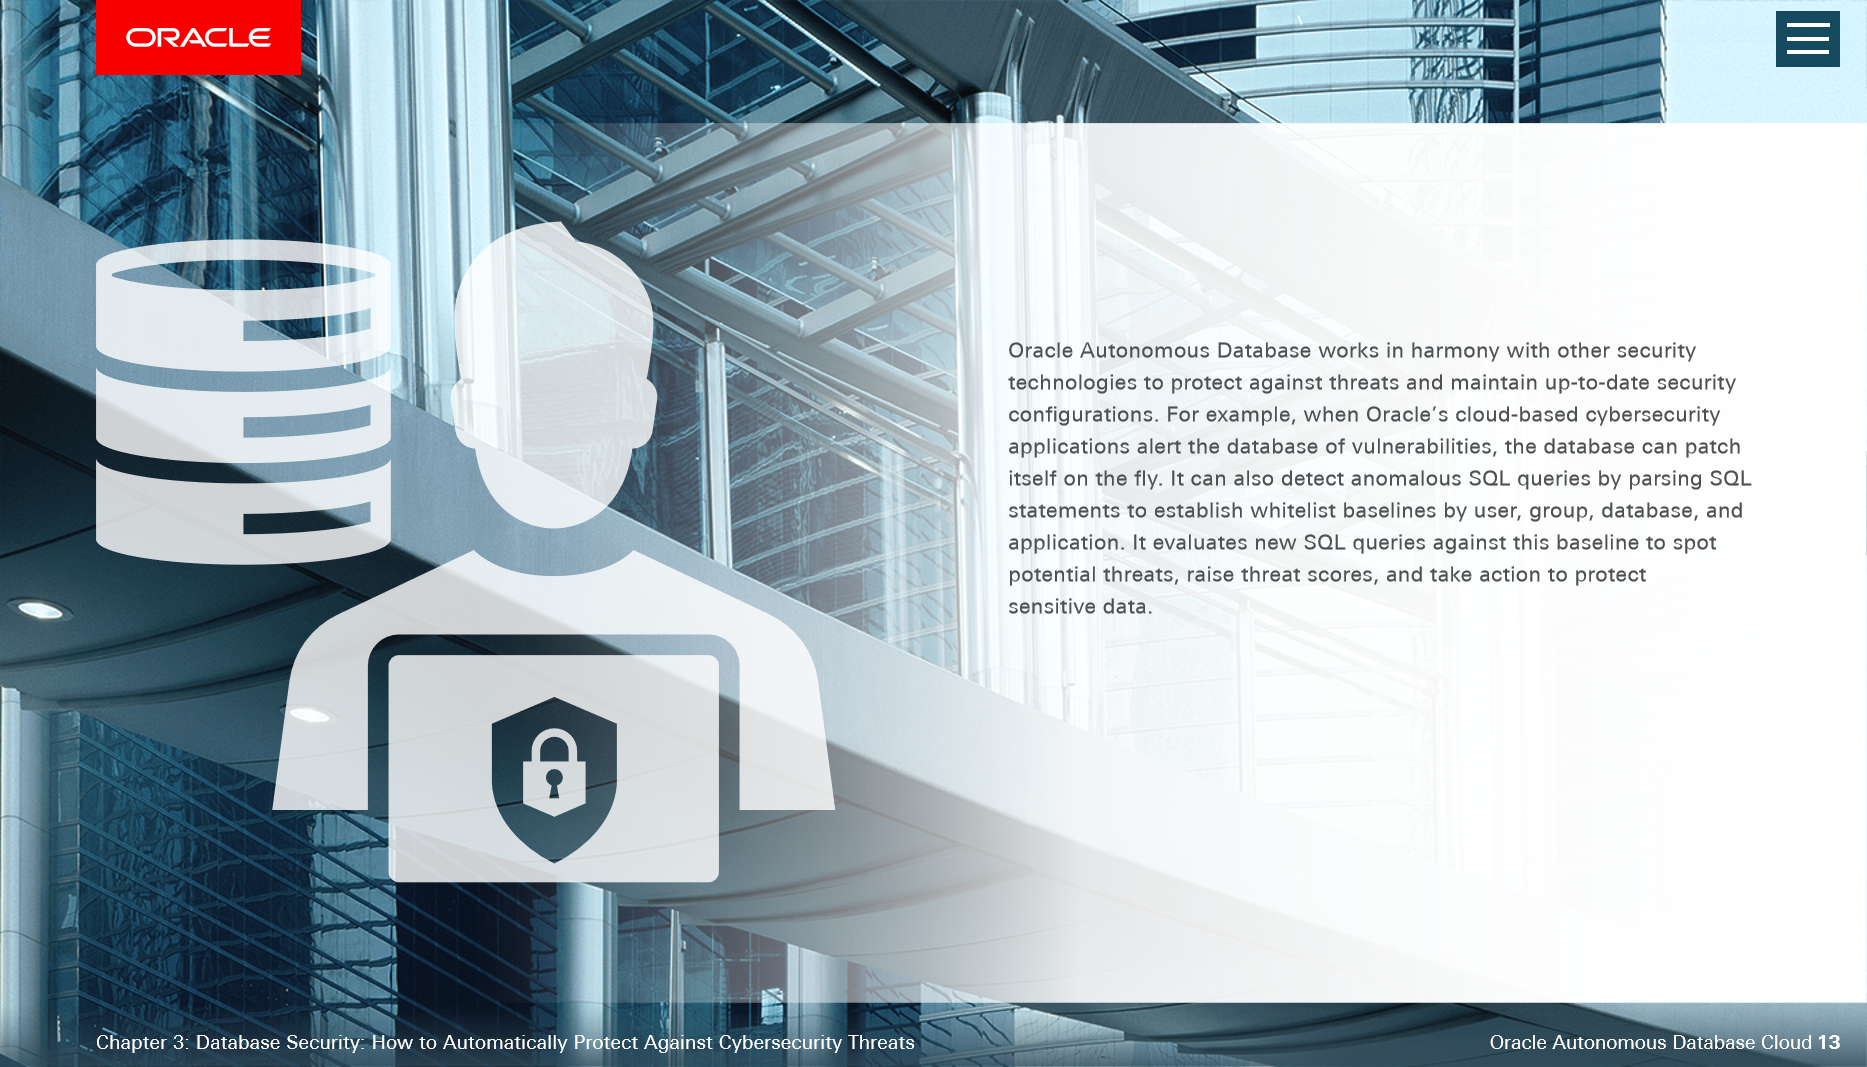 ORACLE
Oracle Autonomous Database works in harmony with other security
technologies to protect against threats and maintain up-to-date security
configurations. For example, when Oracle’s cloud-based cybersecurity
applications alert the database of vulnerabilities, the database can patch
itself on the fly. It can also detect anomalous SQL queries by parsing SQL
statements to establish whitelist baselines by user, group, database, and
application. It evaluates new SQL queries against this baseline to spot
potential threats, raise threat scores, and take action to protect
sensitive data.
Chapter 3: Database Security: How to Automatically Protect Against Cybersecurity Threats
Oracle Autonomous Database Cloud 13